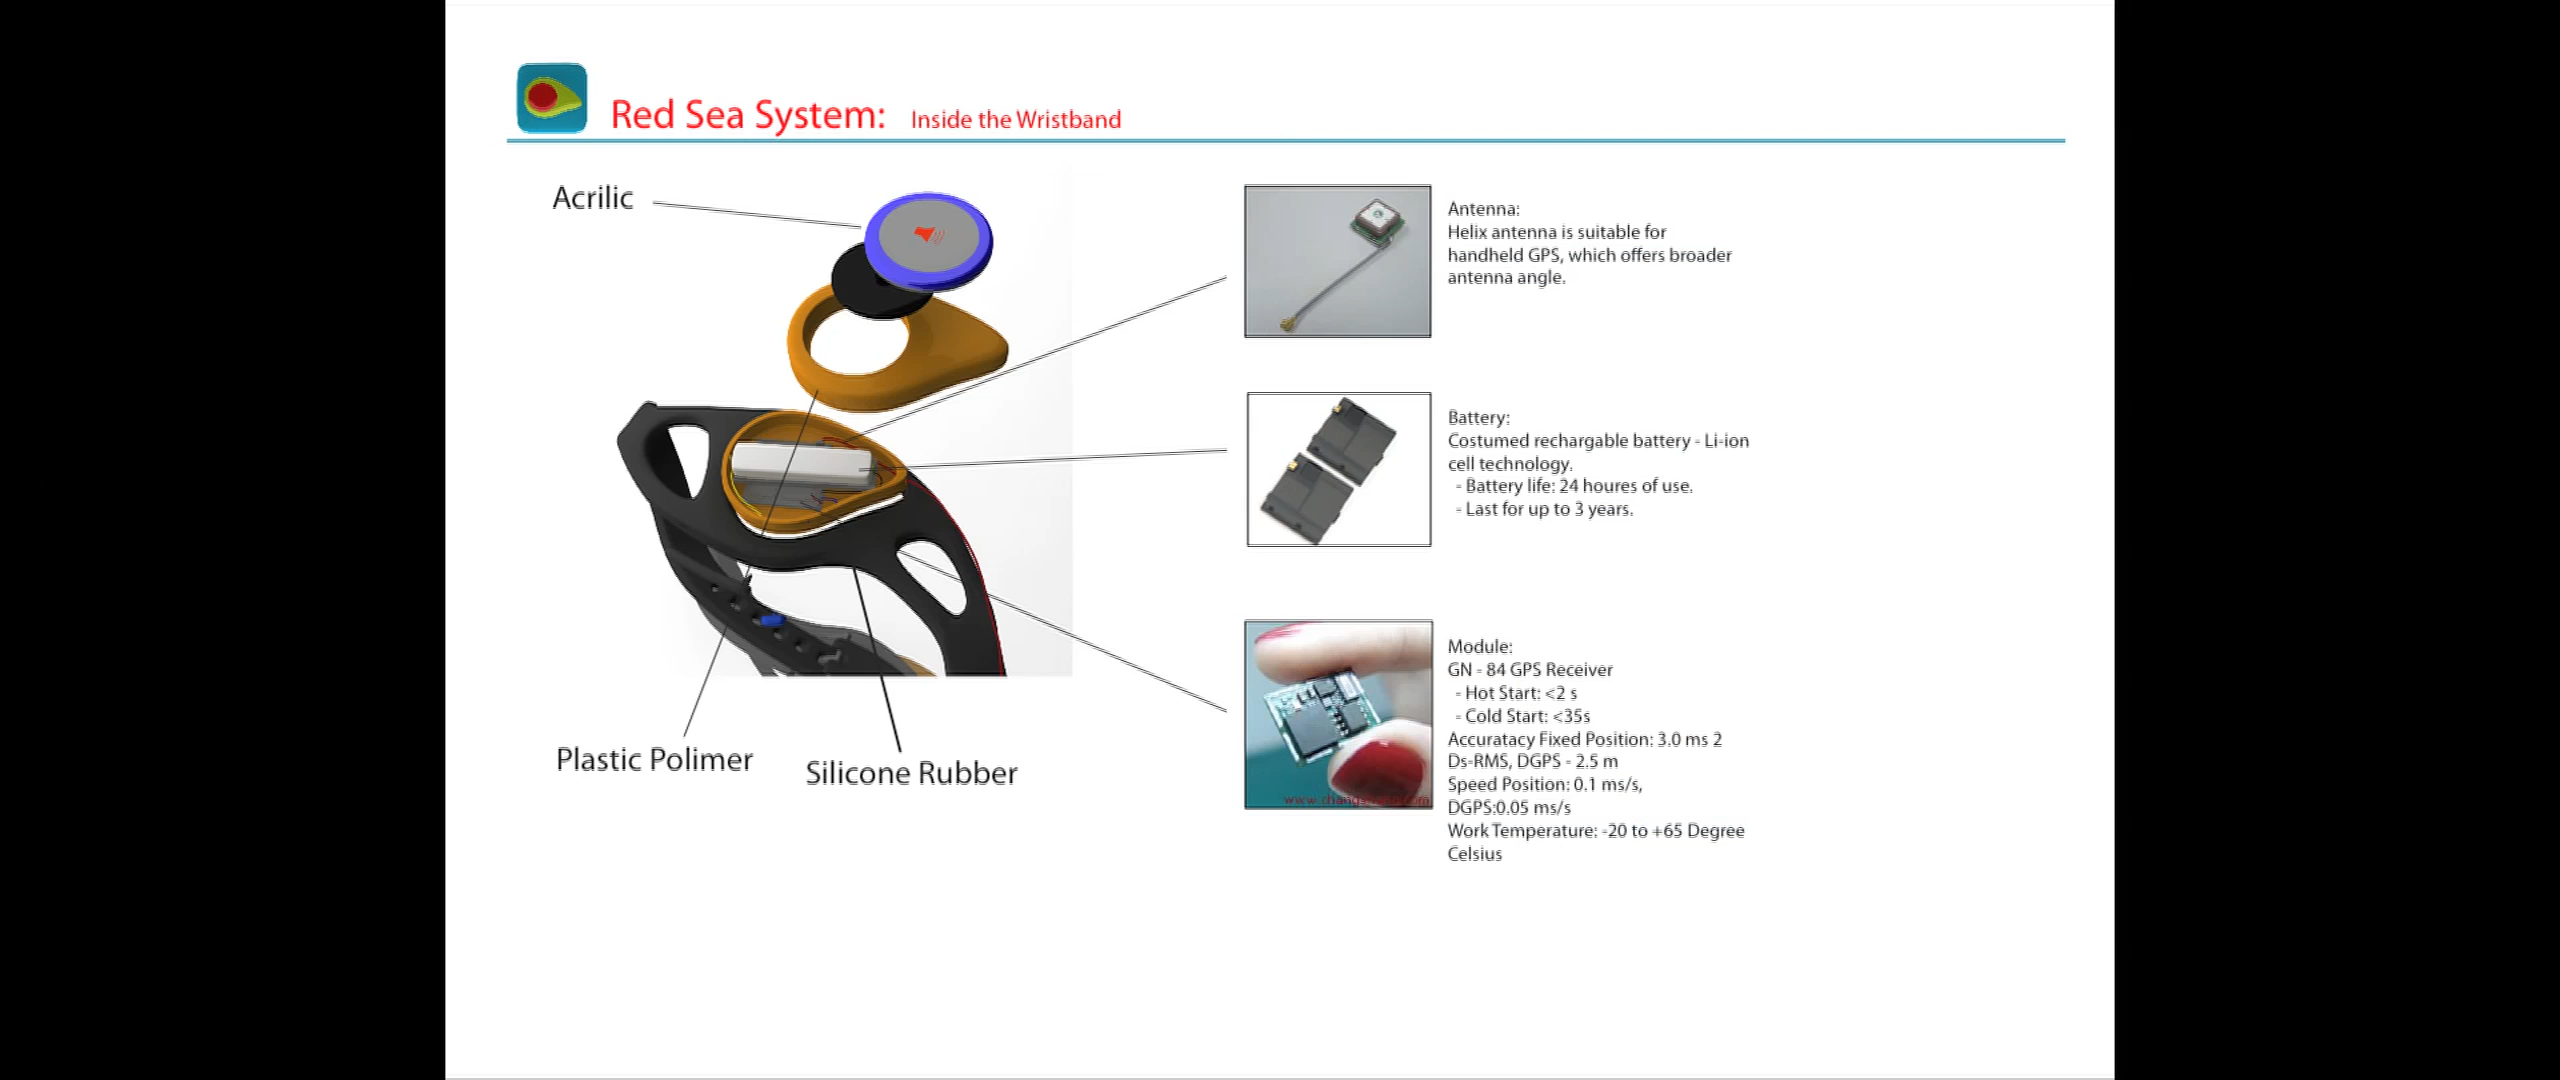 Red Sea System: Inside the Wristband
Acrilic
Plastic Polimer
Silicone Rubber
Antenna:
Helix antenna is suitable for
handheld GPS, which offers broader
antenna angle.
Battery:
Costumed rechargable battery - Li-ion
cell technology.
- Battery life: 24 houres of use.
- Last for up to 3 years.
Module:
GN - 84 GPS Receiver
- Hot Start: <2 s
- Cold Start: <35s
Accuratacy Fixed Position: 3.0 ms 2
Ds-RMS, DGPS - 2.5 m
Speed Position: 0.1 ms/s,
DGPS:0.05 ms/s
Work Temperature: -20 to +65 Degree
Celsius